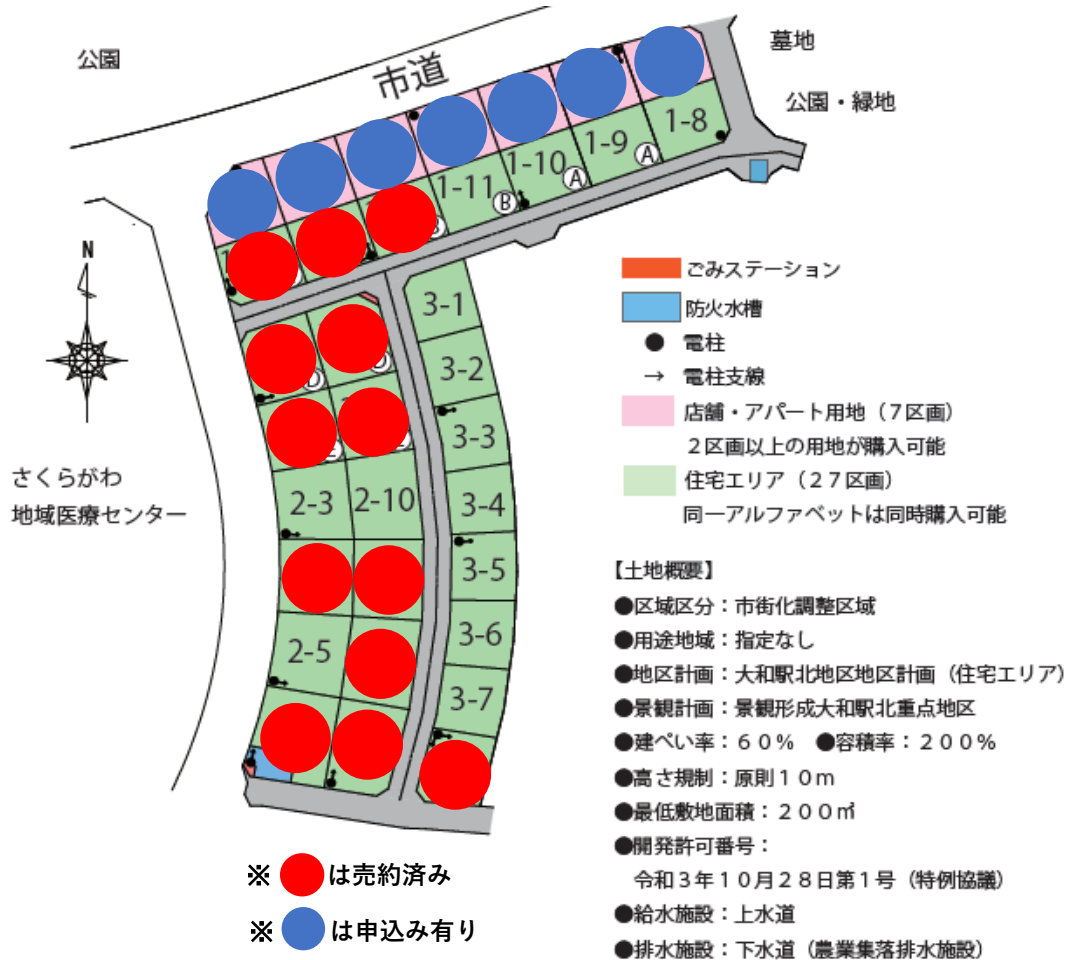 公園
市道
墓地
公園・緑地
1-8
1-9
A
1-10
A
1-11
B
N
さくらがわ
地域医療センター
3-1
3-2
3-3
3-4
3-5
3-6
3-7
D
2-3
2-10
2-5
ごみステーション
防火水槽
電柱
→ 電柱支線
店舗・アパート用地（７区画）
２区画以上の用地が購入可能
住宅エリア（２７区画）
同一アルファベットは同時購入可能
【土地概要】
●区域区分：市街化調整区域
●用途地域：指定なし
●地区計画：大和駅北地区地区計画（住宅エリア）
●景観計画：景観形成大和駅北重点地区
●建ぺい率：６０％　●容積率：２００％
●高さ規制：原則１０ｍ
●最低敷地面積：２００㎡
●開発許可番号：
令和３年１０月２８日第１号（特例協議）
●給水施設：上水道
●排水施設：下水道（農業集落排水施設）
※ は売約済み
※ は申込み有り